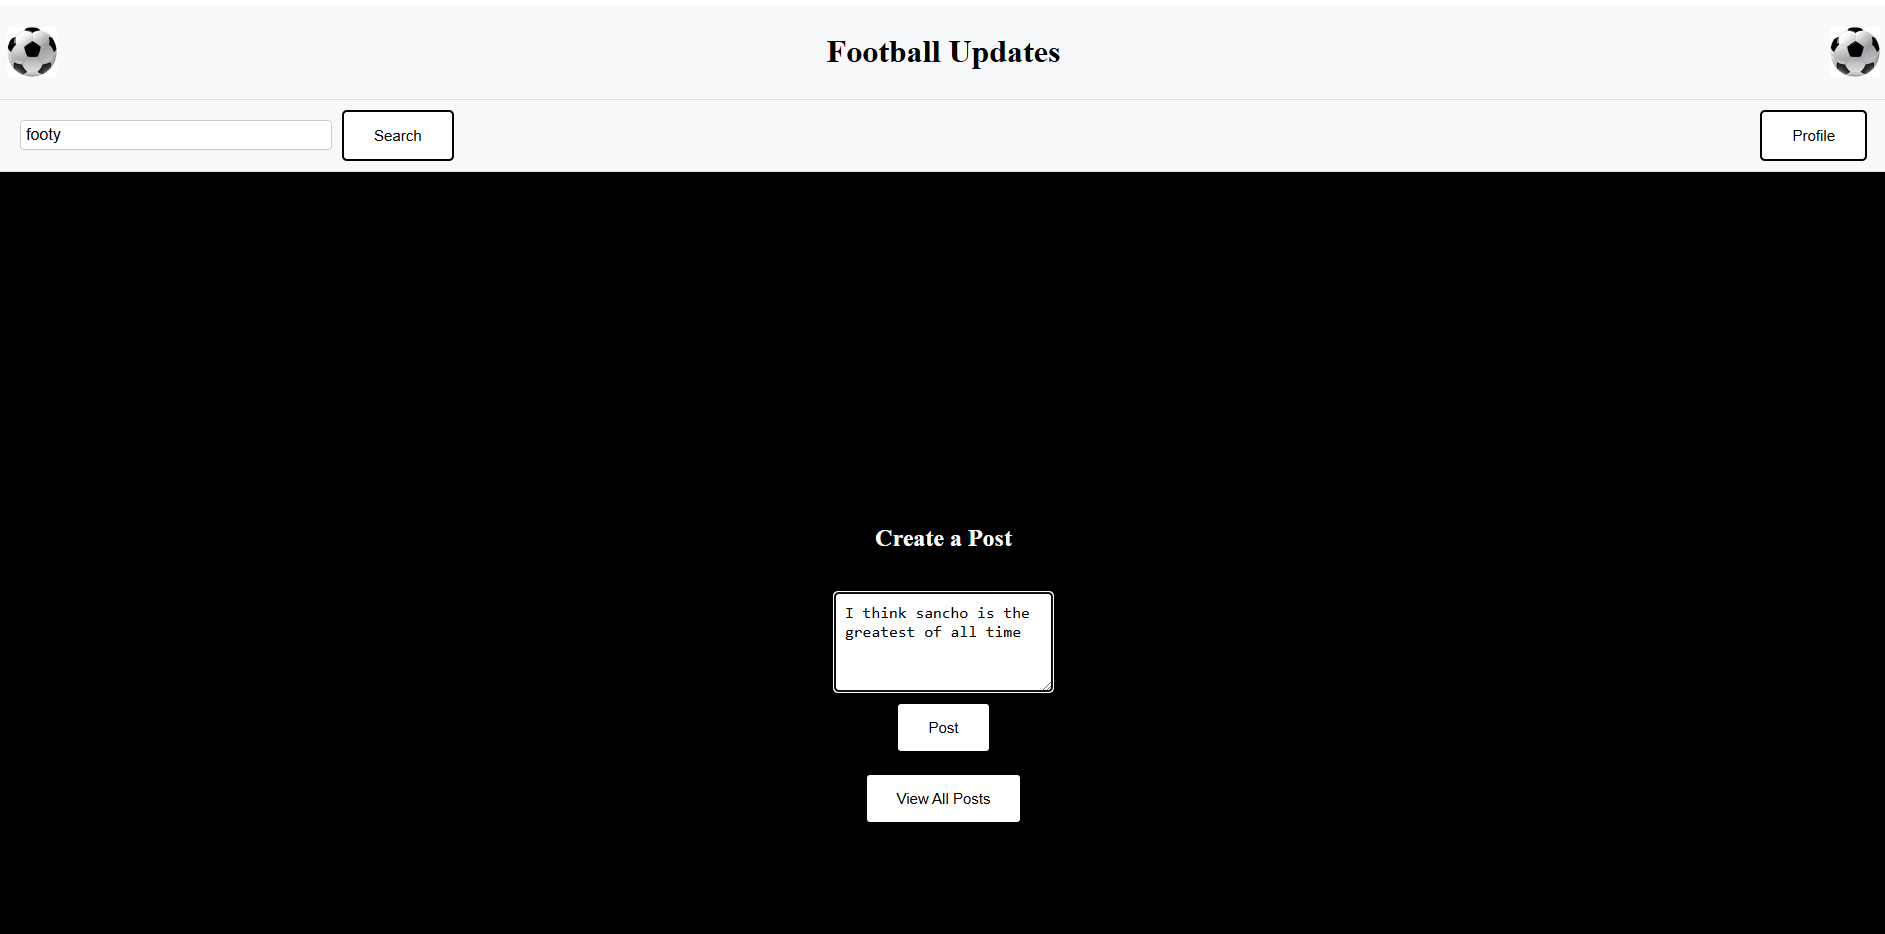 Football Updates
footy
Search
Profile
Create a Post
I think sancho is the
greatest of all time
Post
View All Posts